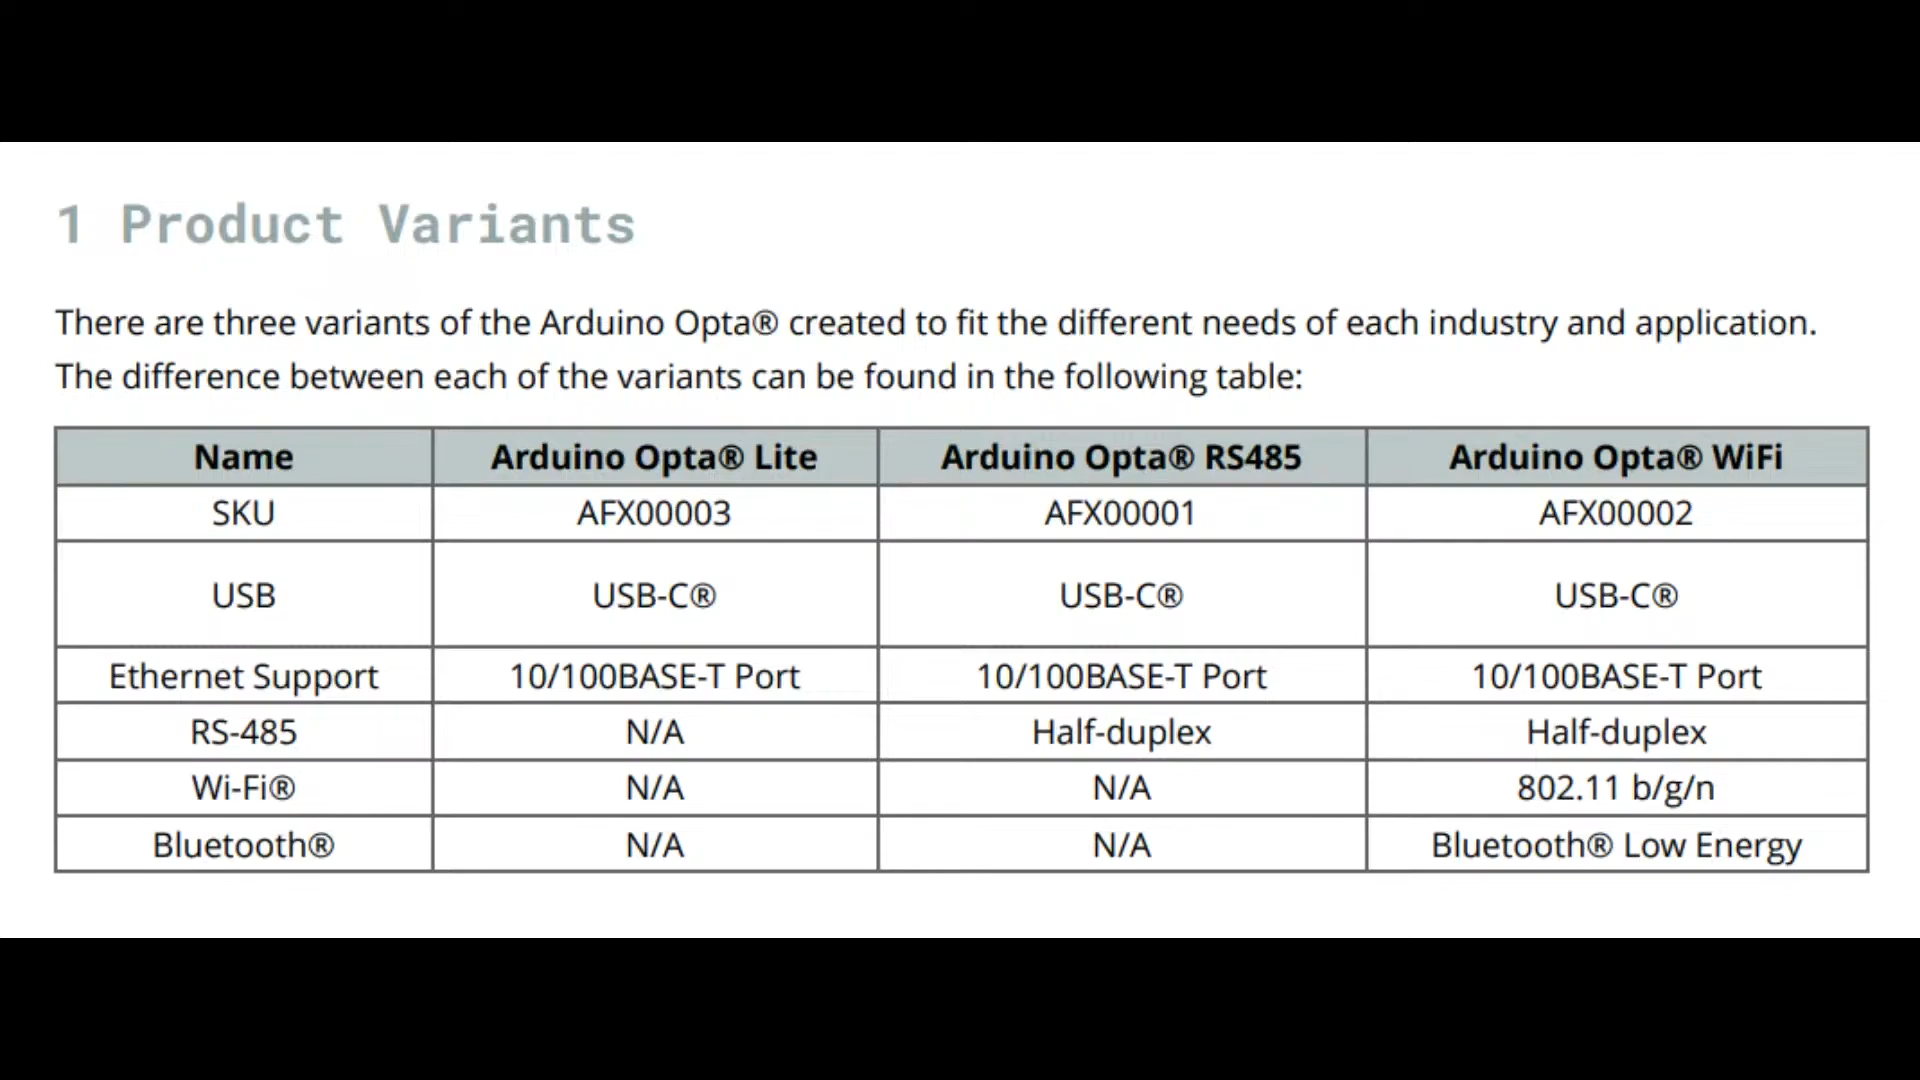 1 Product Variants
There are three variants of the Arduino Opta® created to fit the different needs of each industry and application.
The difference between each of the variants can be found in the following table:
Name Arduino Opta® Lite Arduino Opta® RS485 Arduino Opta® WiFi
SKU AFX00003 AFX00001 AFX00002
USB USB-C® USB-C® USB-C®
Ethernet Support 10/100BASE-T Port 10/100BASE-T Port 10/100BASE-T Port
RS-485 N/A Half-duplex Half-duplex
Wi-Fi® N/A N/A 802.11 b/g/n
Bluetooth® N/A N/A Bluetooth® Low Energy